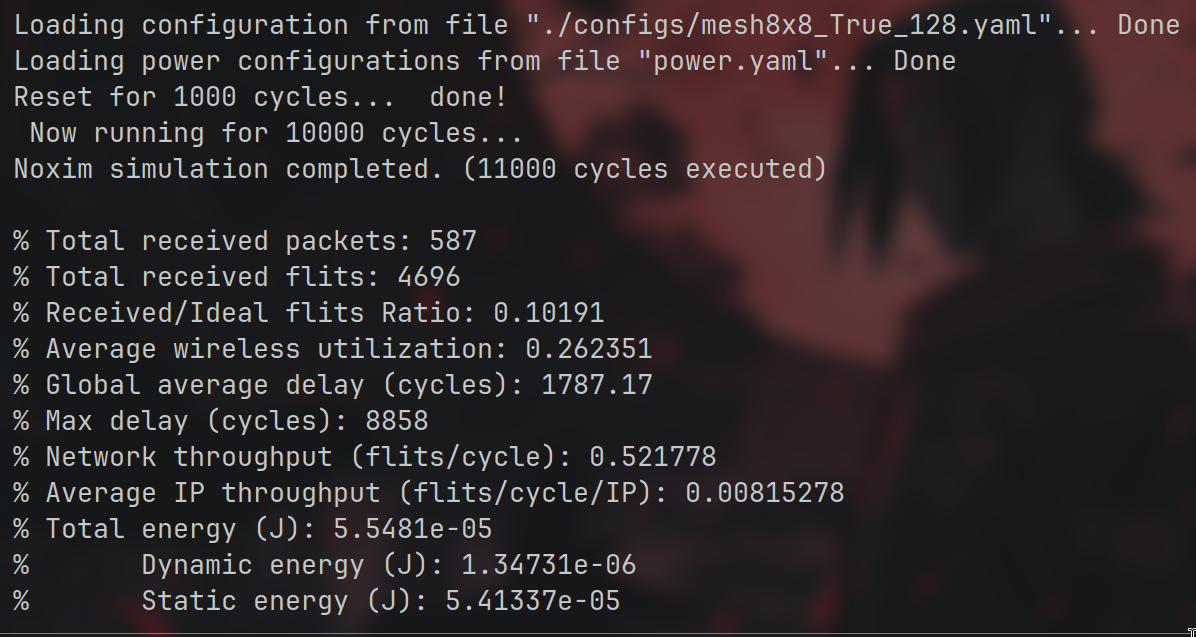 Loading configuration from file "./configs/mesh8x8_True_128.yaml"... Done
Loading power configurations from file "power.yaml"... Done
Reset for 1000 cycles...  done!
 Now running for 10000 cycles...
Noxim simulation completed. (11000 cycles executed)

% Total received packets: 587
% Total received flits: 4696
% Received/Ideal flits Ratio: 0.10191
% Average wireless utilization: 0.262351
% Global average delay (cycles): 1787.17
% Max delay (cycles): 8858
% Network throughput (flits/cycle): 0.521778
% Average IP throughput (flits/cycle/IP): 0.00815278
% Total energy (J): 5.5481e-05
%       Dynamic energy (J): 1.34731e-06
%       Static energy (J): 5.41337e-05